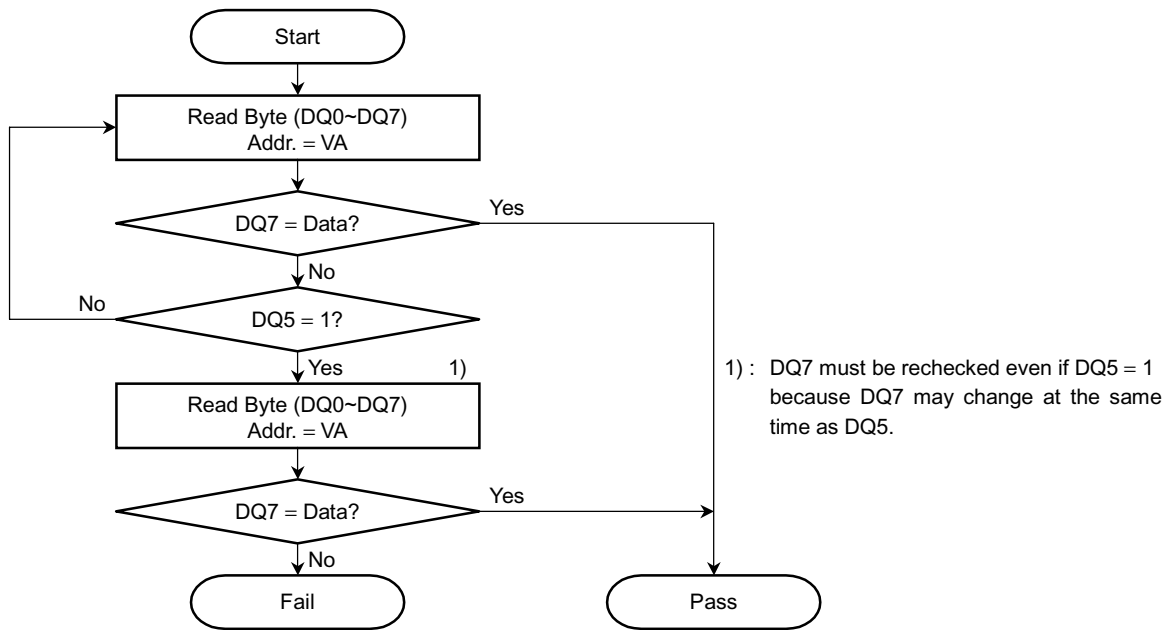 Start
Read Byte (DQ0~DQ7)
Addr. = VA
DQ7 = Data?
Yes
No
No
DQ5 = 1?
Yes
1)
Read Byte (DQ0~DQ7)
Addr. = VA
1) : DQ7 must be rechecked even if DQ5 = 1
because DQ7 may change at the same
time as DQ5.
DQ7 = Data?
Yes
No
Fail
Pass